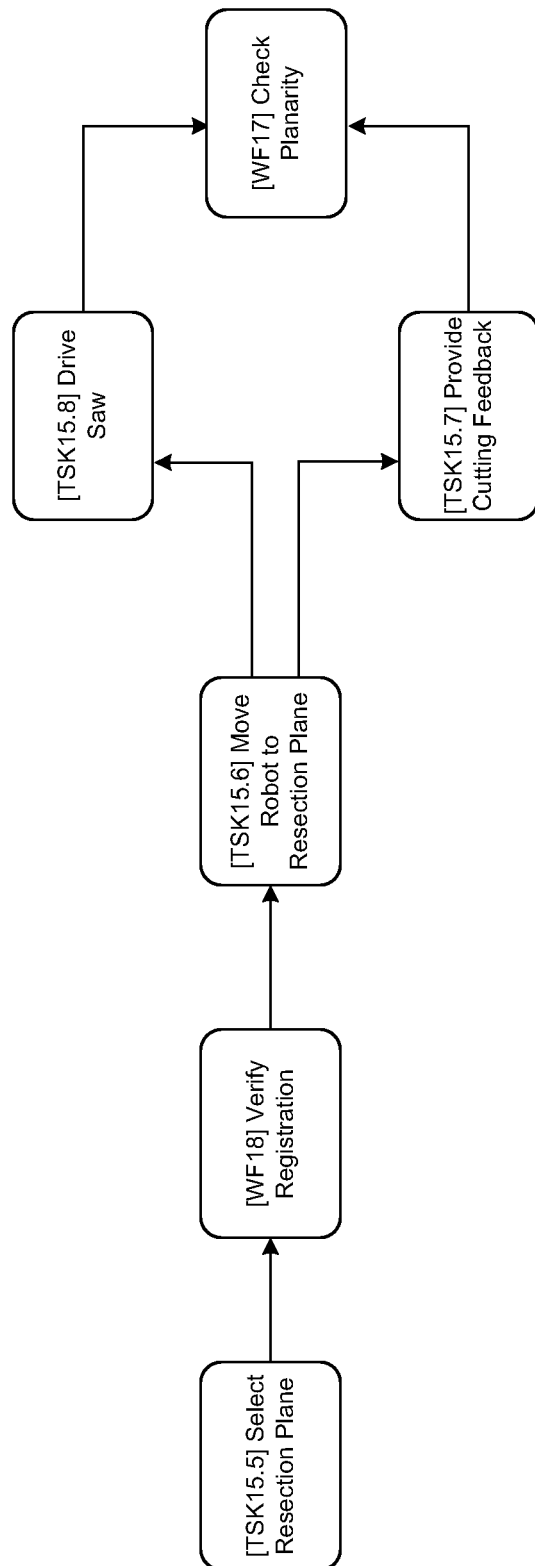 [TSK15.5] Select
Resection Plane
[WF18] Verify
Registration
[TSK15.6] Move
Robot to
Resection Plane
[TSK15.8] Drive
Saw
[TSK15.7] Provide
Cutting Feedback
[WF17] Check
Planarity